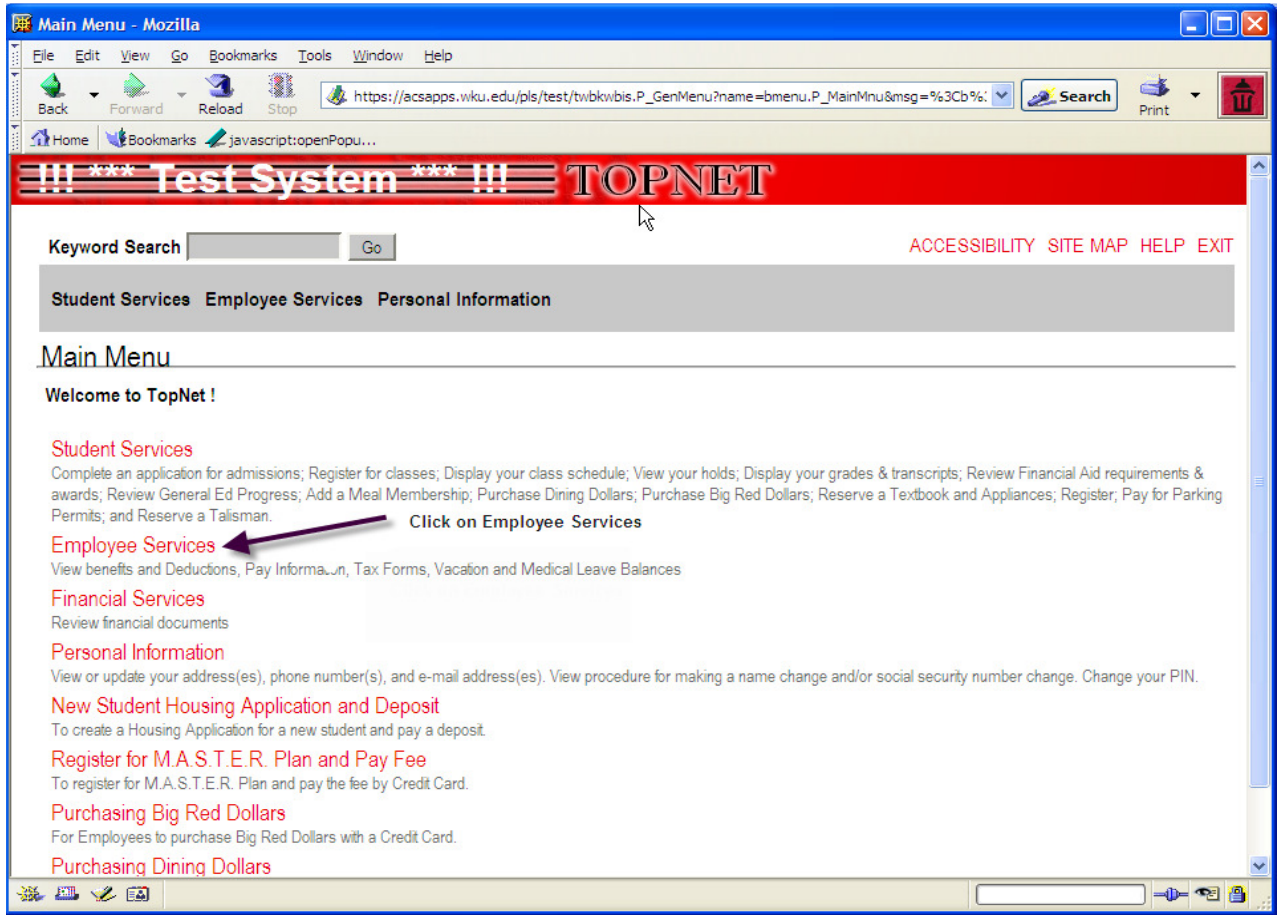 Main Menu - Mozilla
File Edit View Go Bookmarks Tools Window Help
Back Forward Reload Stop https://acsapps.wku.edu/pls/test/twbkwbis.P_GenMenu?name=bmenu.P_MainMnu&msg=%3Cb%: Search Print
Home Bookmarks javascript:openPopu...
!!! *** Test System *** !!! TOPNET
Keyword Search Go ACCESSIBILITY SITE MAP HELP EXIT
Student Services Employee Services Personal Information
Main Menu
Welcome to TopNet !
Student Services
Complete an application for admissions; Register for classes; Display your class schedule; View your holds; Display your grades & transcripts; Review Financial Aid requirements &
awards; Review General Ed Progress; Add a Meal Membership; Purchase Dining Dollars; Purchase Big Red Dollars; Reserve a Textbook and Appliances; Register; Pay for Parking
Permits; and Reserve a Talisman.
Click on Employee Services
Employee Services
View benefits and Deductions, Pay Information, Tax Forms, Vacation and Medical Leave Balances
Financial Services
Review financial documents
Personal Information
View or update your address(es), phone number(s), and e-mail address(es). View procedure for making a name change and/or social security number change. Change your PIN.
New Student Housing Application and Deposit
To create a Housing Application for a new student and pay a deposit.
Register for M.A.S.T.E.R. Plan and Pay Fee
To register for M.A.S.T.E.R. Plan and pay the fee by Credit Card.
Purchasing Big Red Dollars
For Employees to purchase Big Red Dollars with a Credit Card.
Purchasing Dining Dollars